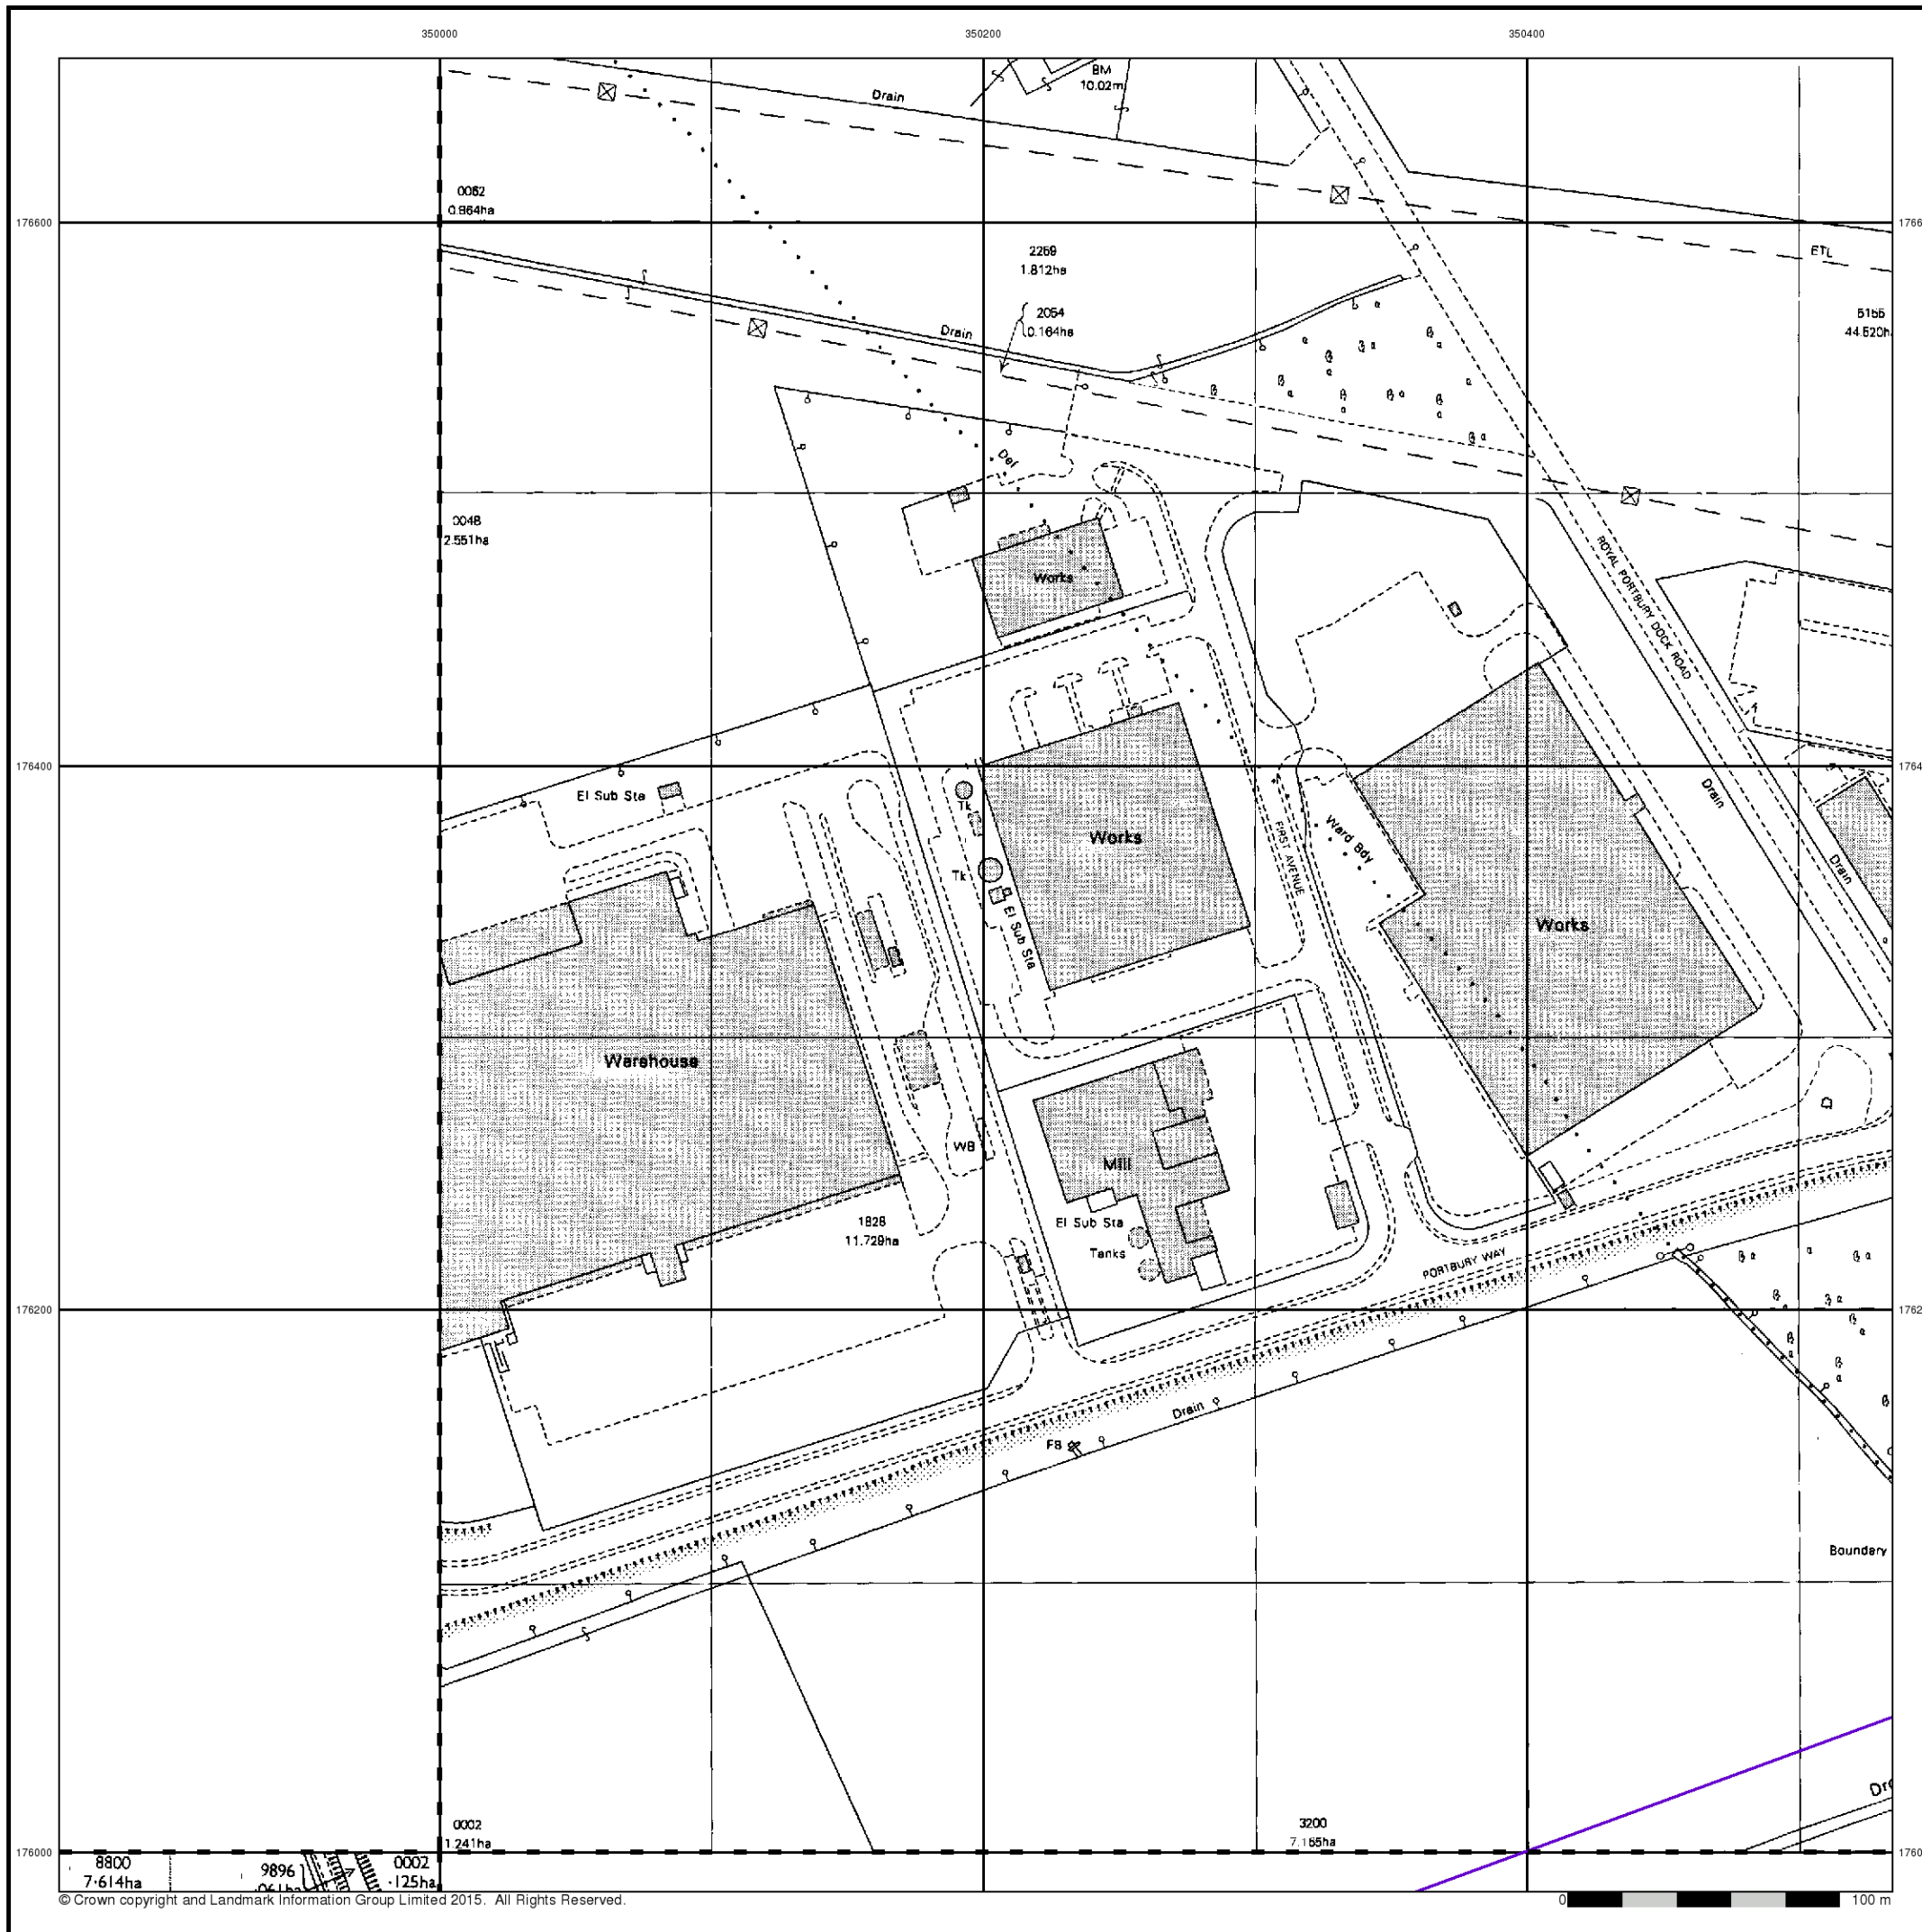 350000
350200
350400
BM
10.02m
Drain
0062
0.864ha
176600
2269
1.812ha
ETL
2054
0.164ha
Drain
5155
Def
0048
2.551ha
Works
ROYAL PORTBURY DOCK ROAD
176400
El Sub Sta
Tk
Works
FIRST AVENUE
Ward Bdy
Drain
Drain
Tk
El Sub Sta
Works
Warehouse
WB
Mill
1828
11.729ha
El Sub Sta
Tanks
PORTBURY WAY
176200
Drain
FB
Boundary
0002
1.241ha
3200
7.165ha
176000
8800
7.614ha
9896
0002
.125ha
© Crown copyright and Landmark Information Group Limited 2015. All Rights Reserved.
0
100 m